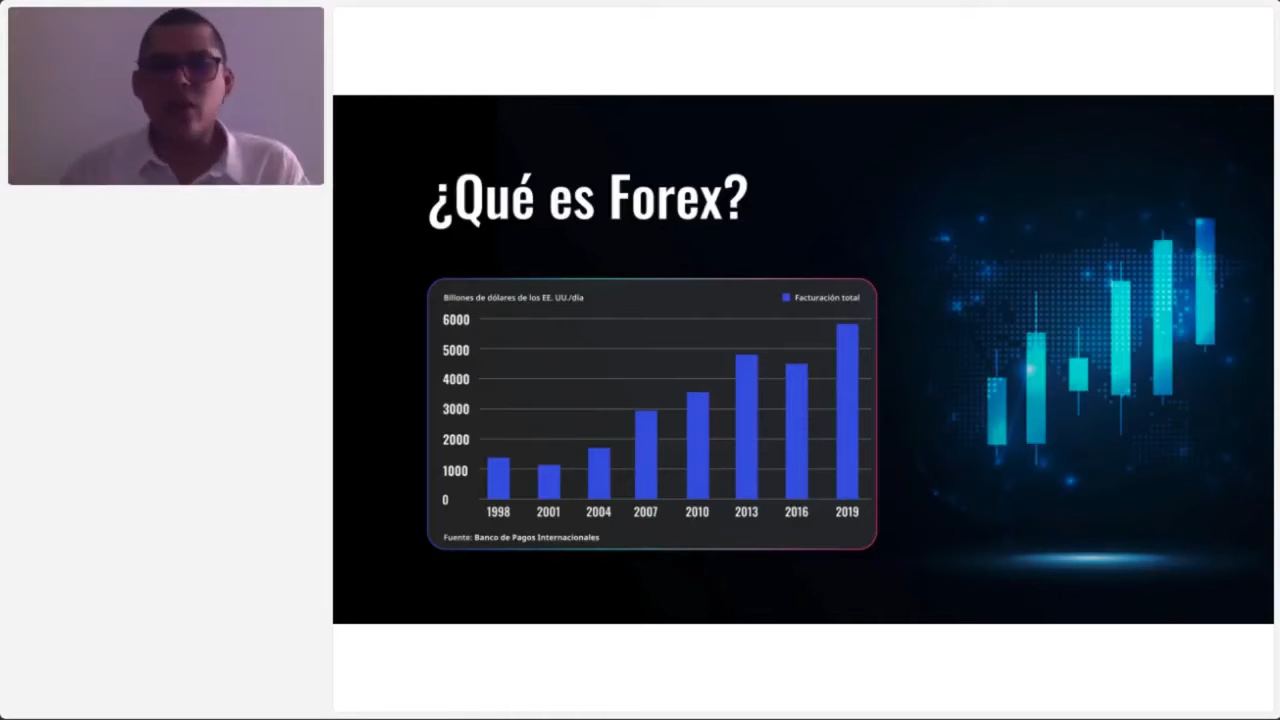 ¿Qué es Forex?
Billones de dólares de los EE. UU./día
Facturación total
6000
5000
4000
3000
2000
1000
0
1998 2001 2004 2007 2010 2013 2016 2019
Fuente: Banco de Pagos Internacionales